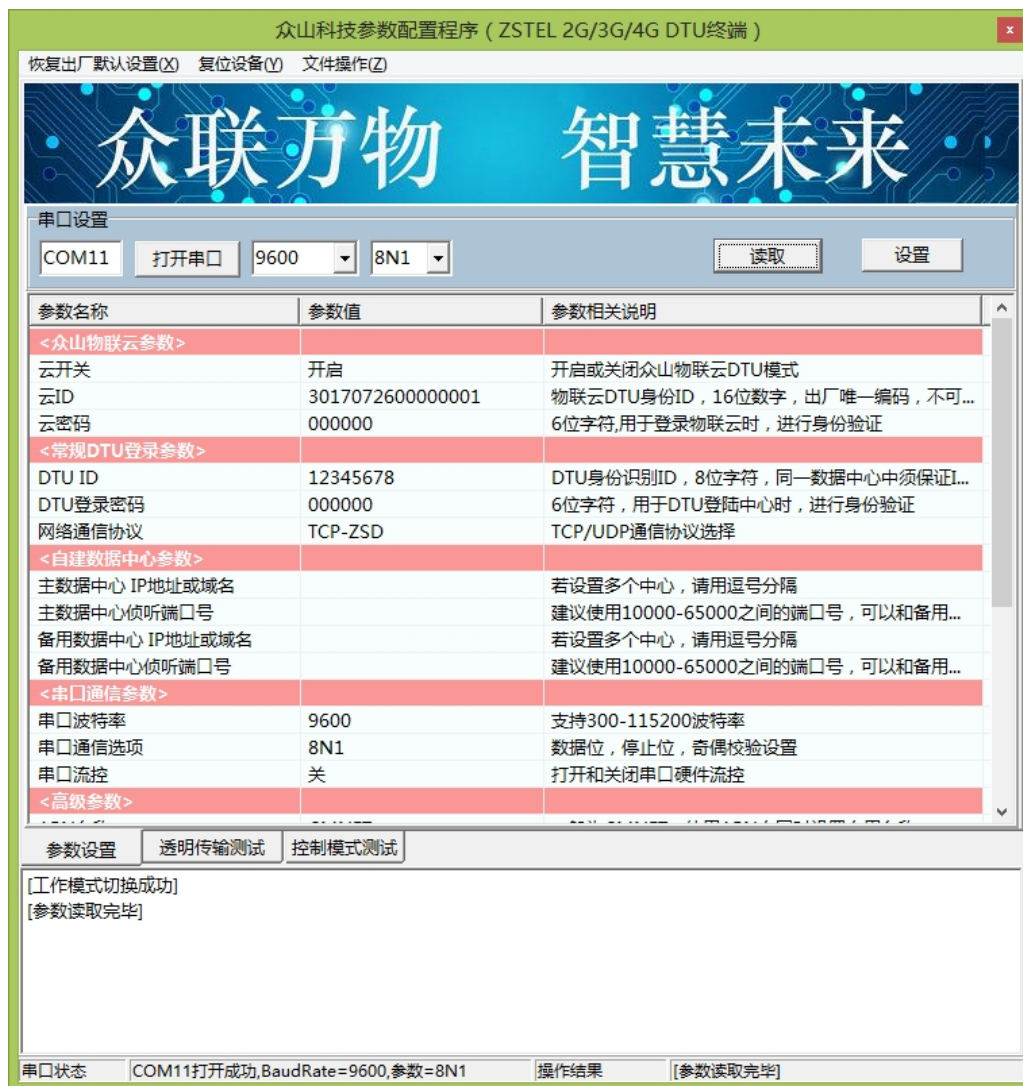 众山科技参数配置程序（ZSTEL 2G/3G/4G DTU终端）
x
恢复出厂默认设置(X) 复位设备(Y) 文件操作(Z)
众联万物 智慧未来
串口设置
COM11 打开串口 9600 8N1 读取 设置
参数名称 参数值 参数相关说明
<众山物联云参数>
云开关 开启 开启或关闭众山物联云DTU模式
云ID 3017072600000001 物联云DTU身份ID，16位数字，出厂唯一编码，不可...
云密码 000000 6位字符,用于登录物联云时，进行身份验证
<常规DTU登录参数>
DTU ID 12345678 DTU身份识别ID，8位字符，同一数据中心中须保证I...
DTU登录密码 000000 6位字符，用于DTU登陆中心时，进行身份验证
网络通信协议 TCP-ZSD TCP/UDP通信协议选择
<自建数据中心参数>
主数据中心 IP地址或域名 若设置多个中心，请用逗号分隔
主数据中心侦听端口号 建议使用10000-65000之间的端口号，可以和备用...
备用数据中心 IP地址或域名 若设置多个中心，请用逗号分隔
备用数据中心侦听端口号 建议使用10000-65000之间的端口号，可以和备用...
<串口通信参数>
串口波特率 9600 支持300-115200波特率
串口通信选项 8N1 数据位，停止位，奇偶校验设置
串口流控 关 打开和关闭串口硬件流控
<高级参数>
参数设置 透明传输测试 控制模式测试
[工作模式切换成功]
[参数读取完毕]
串口状态 COM11打开成功,BaudRate=9600,参数=8N1 操作结果 [参数读取完毕]